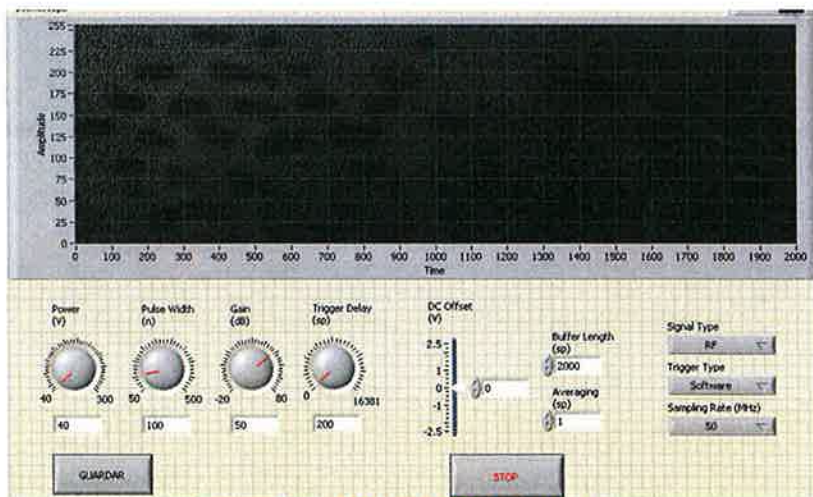 255
200
175
150
125
100
75
50
25
0
Amplitude
0 100 200 300 400 500 600 700 800 900 1000 1100 1200 1300 1400 1500 1600 1700 1800 1900 2000
Time
Power
(V)
40 300
40
Pulse Width
(n)
50 500
100
Gain
(dB)
-20 80
50
Trigger Delay
(sp)
0 16381
200
DC Offset
(V)
2.5
1
0
-1
-2.5
0
Buffer Length
(sp)
2000
Averaging
(sp)
1
Signal Type
RF
Trigger Type
Software
Sampling Rate (MHz)
50
GUARDAR
STOP